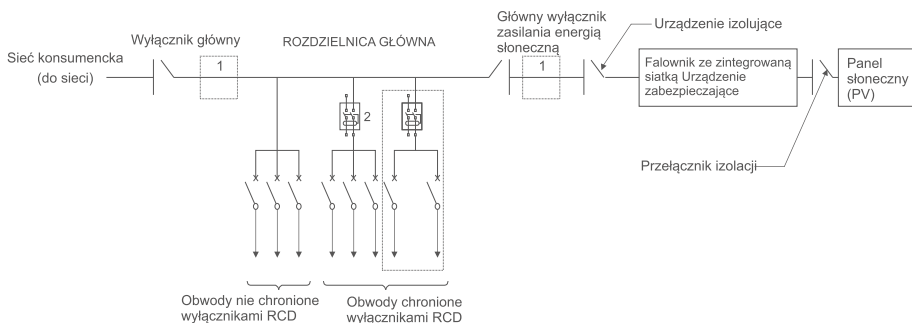 Sieć konsumencka
(do sieci)
Wyłącznik główny
1
ROZDZIELNICA GŁÓWNA
2
Główny wyłącznik
zasilania energią
słoneczną
1
Urządzenie izolujące
Falownik ze zintegrowaną
siatką Urządzenie
zabezpieczające
Panel
słoneczny
(PV)
Przełącznik izolacji
Obwody nie chronione
wyłącznikami RCD
Obwody chronione
wyłącznikami RCD